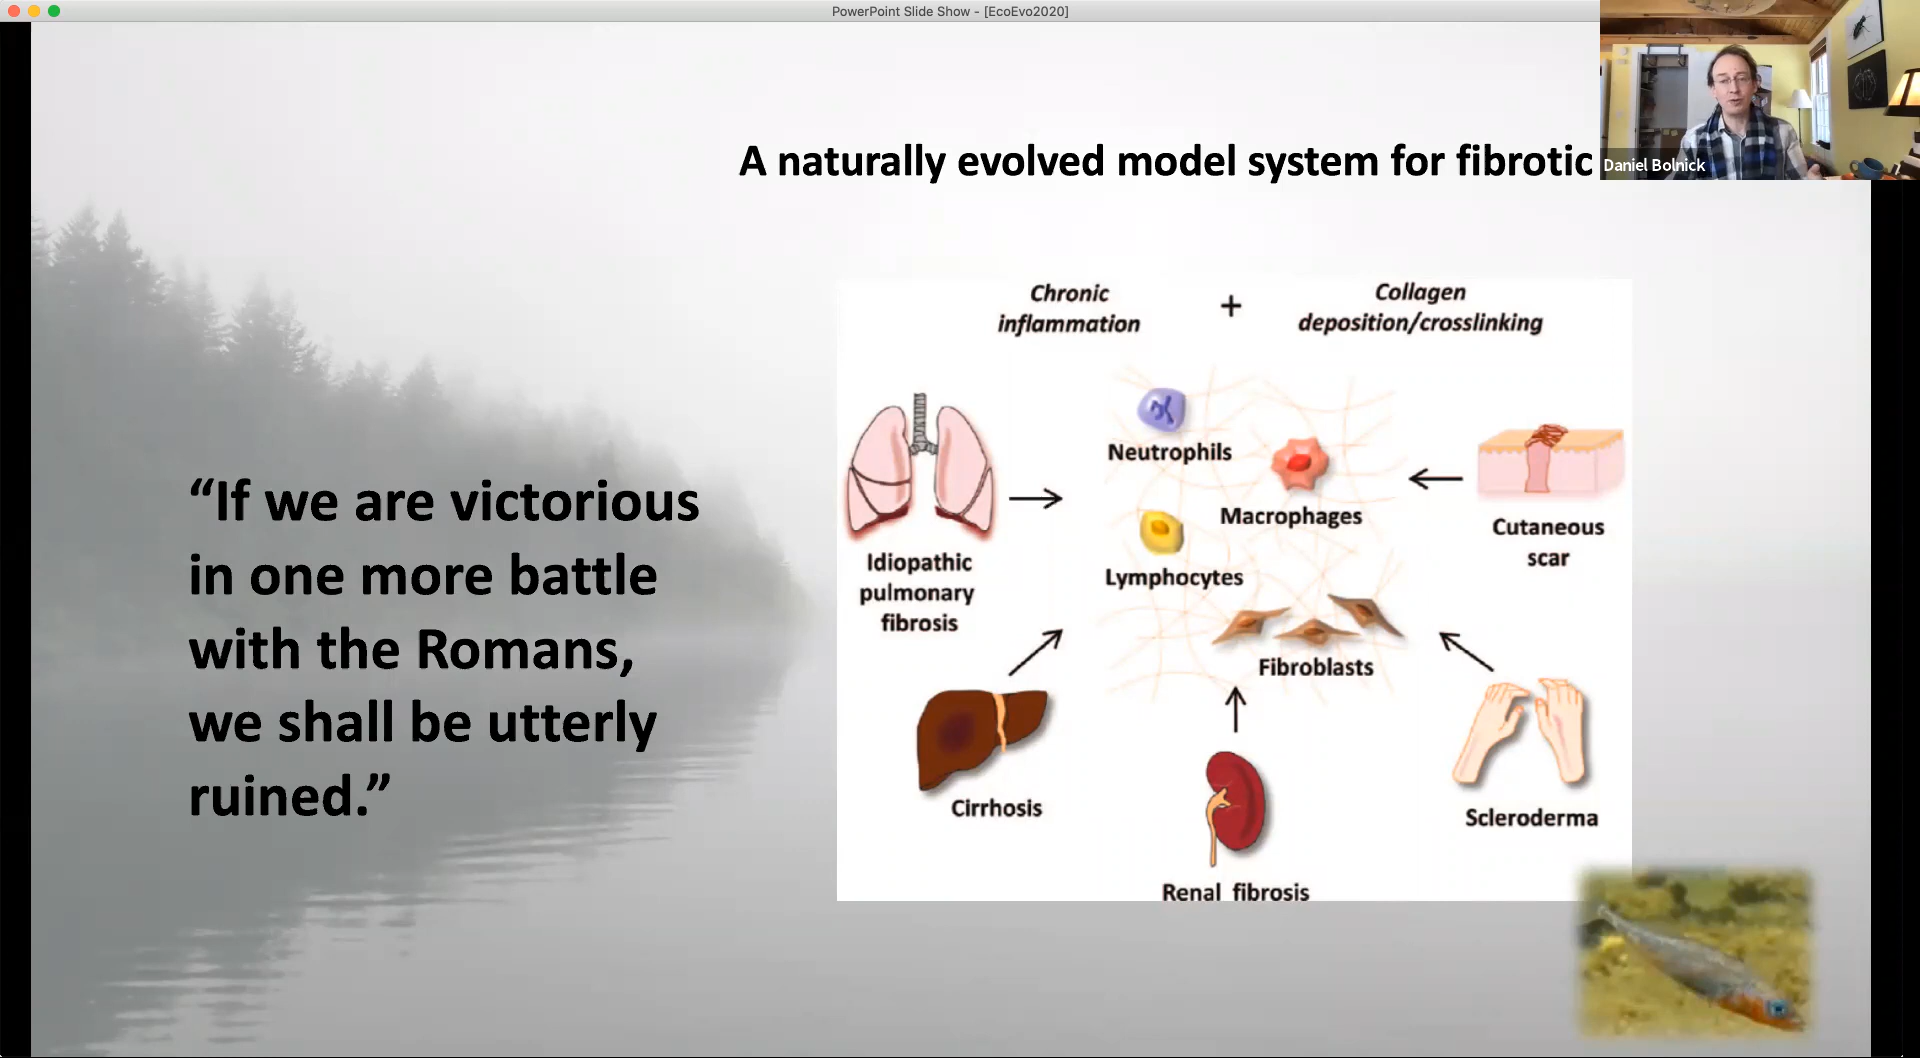 PowerPoint Slide Show - [EcoEvo2020]
Daniel Bolnick
A naturally evolved model system for fibrotic
“If we are victorious
in one more battle
with the Romans,
we shall be utterly
ruined.”
Chronic
inflammation
+
Collagen
deposition/crosslinking
Neutrophils
Macrophages
Lymphocytes
Fibroblasts
Idiopathic
pulmonary
fibrosis
Cutaneous
scar
Cirrhosis
Renal fibrosis
Scleroderma